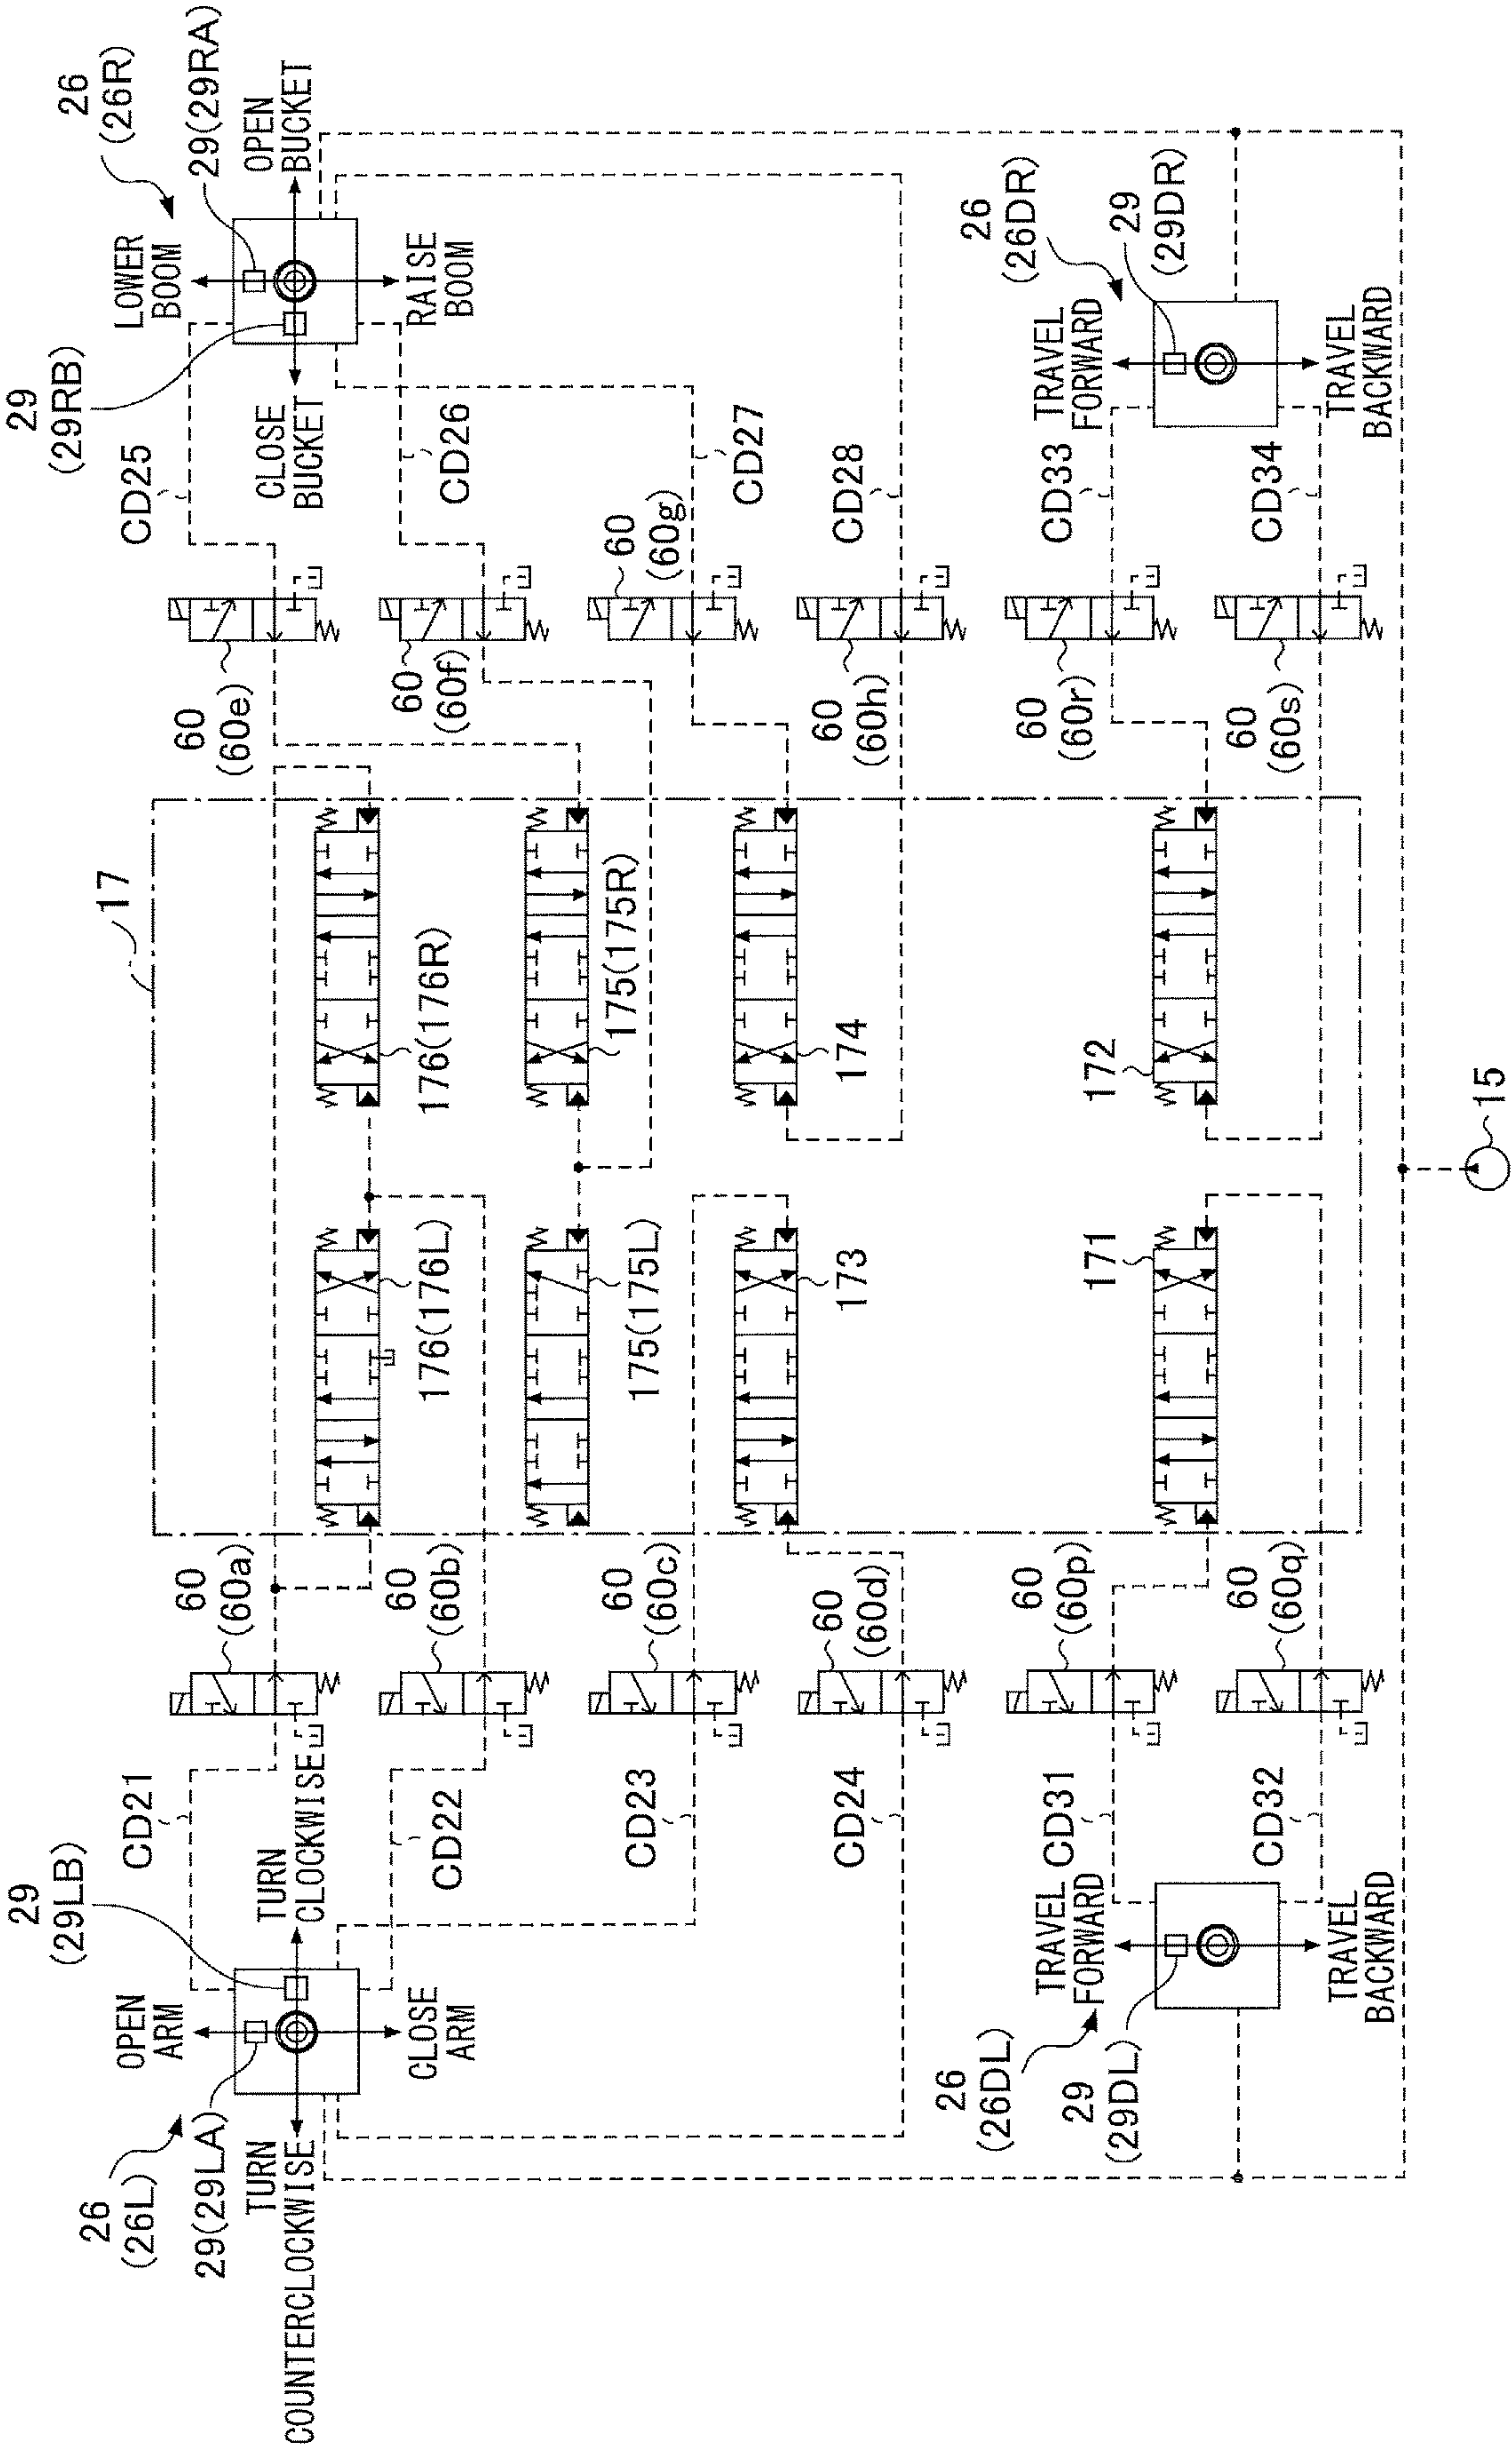 26
(26L)
29(29LA)
OPEN
ARM
29
(29LB)
TURN
CLOCKWISE
TURN
COUNTERCLOCKWISE
CLOSE
ARM
CD21
CD22
CD23
CD24
60
(60a)
60
(60b)
60
(60c)
60
(60d)
26
(26DL)
29
(29DL)
TRAVEL
FORWARD
TRAVEL
BACKWARD
CD31
CD32
60
(60p)
60
(60q)
17
176(176L)
176(176R)
175(175L)
175(175R)
173
174
171
172
15
60
(60e)
60
(60f)
60
(60g)
60
(60h)
60
(60r)
60
(60s)
CD25
CD26
CD27
CD28
CD33
CD34
29
(29RB)
LOWER
BOOM
26
(26R)
29(29RA)
OPEN
BUCKET
CLOSE
BUCKET
RAISE
BOOM
26
(26DR)
29
(29DR)
TRAVEL
FORWARD
TRAVEL
BACKWARD